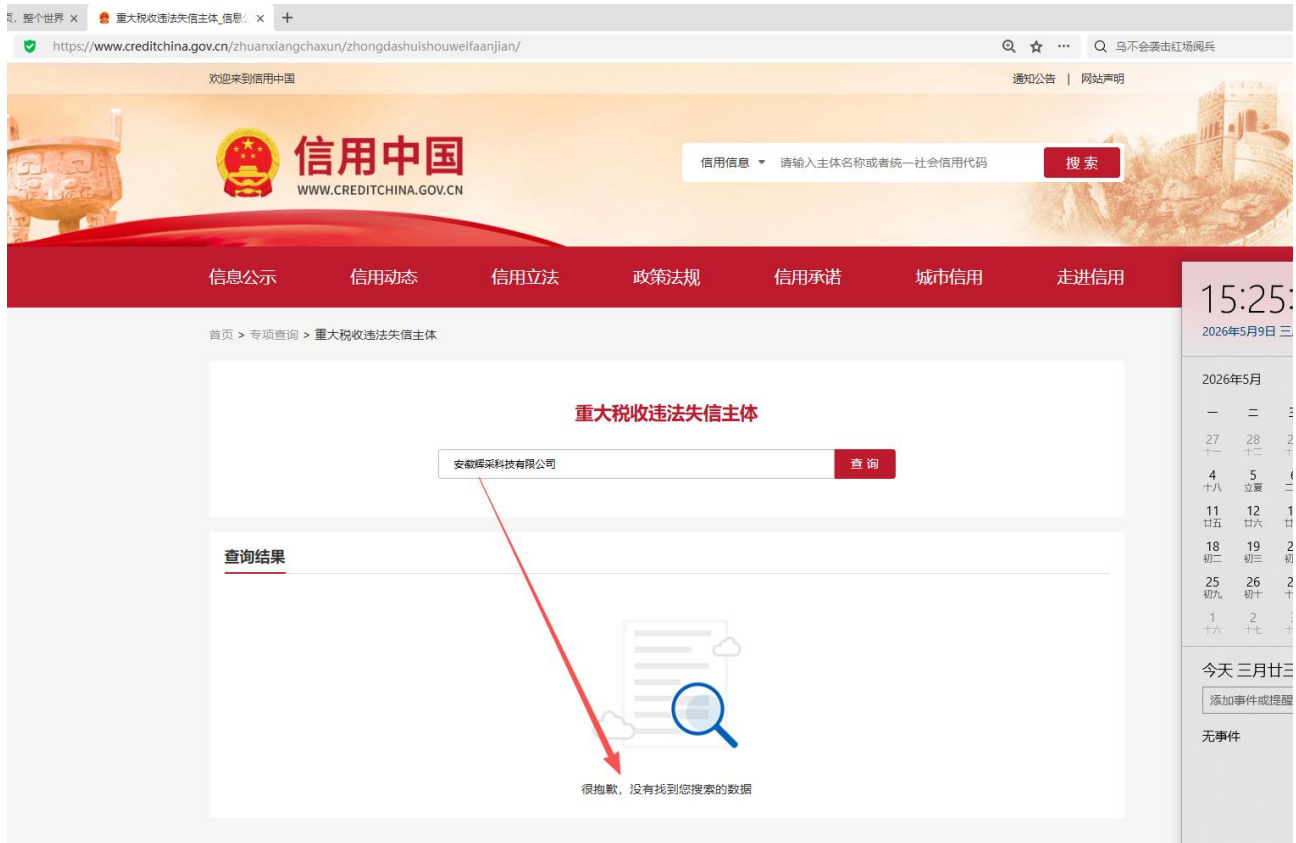 页, 整个世界 × 重大税收违法失信主体_信息公 × +
https://www.creditchina.gov.cn/zhuanxiangchaxun/zhongdashuishouweifaanjian/ 乌不会袭击红场阅兵
欢迎来到信用中国 通知公告 | 网站声明
信用中国
WWW.CREDITCHINA.GOV.CN
信用信息 请输入主体名称或者统一社会信用代码 搜索
信息公示 信用动态 信用立法 政策法规 信用承诺 城市信用 走进信用
首页 > 专项查询 > 重大税收违法失信主体
重大税收违法失信主体
安徽辉采科技有限公司 查询
查询结果
很抱歉，没有找到您搜索的数据
15:25:
2026年5月9日 三
2026年5月
一 二
27 28
十一 十二
4 5
十八 立夏
11 12
廿五 廿六
18 19
初二 初三
25 26
初九 初十
1 2
十六 十七
今天 三月廿三
添加事件或提醒
无事件